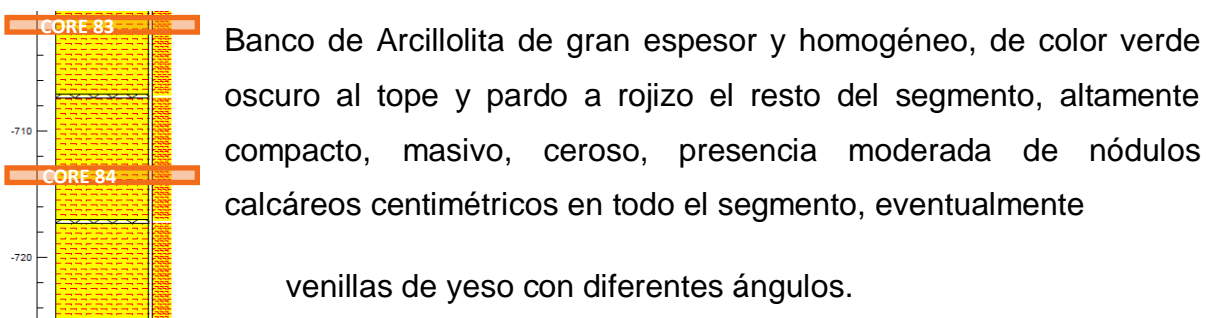 CORE 83
-710
CORE 84
-720
Banco de Arcillolita de gran espesor y homogéneo, de color verde
oscuro al tope y pardo a rojizo el resto del segmento, altamente
compacto, masivo, ceroso, presencia moderada de nódulos
calcáreos centimétricos en todo el segmento, eventualmente
venillas de yeso con diferentes ángulos.